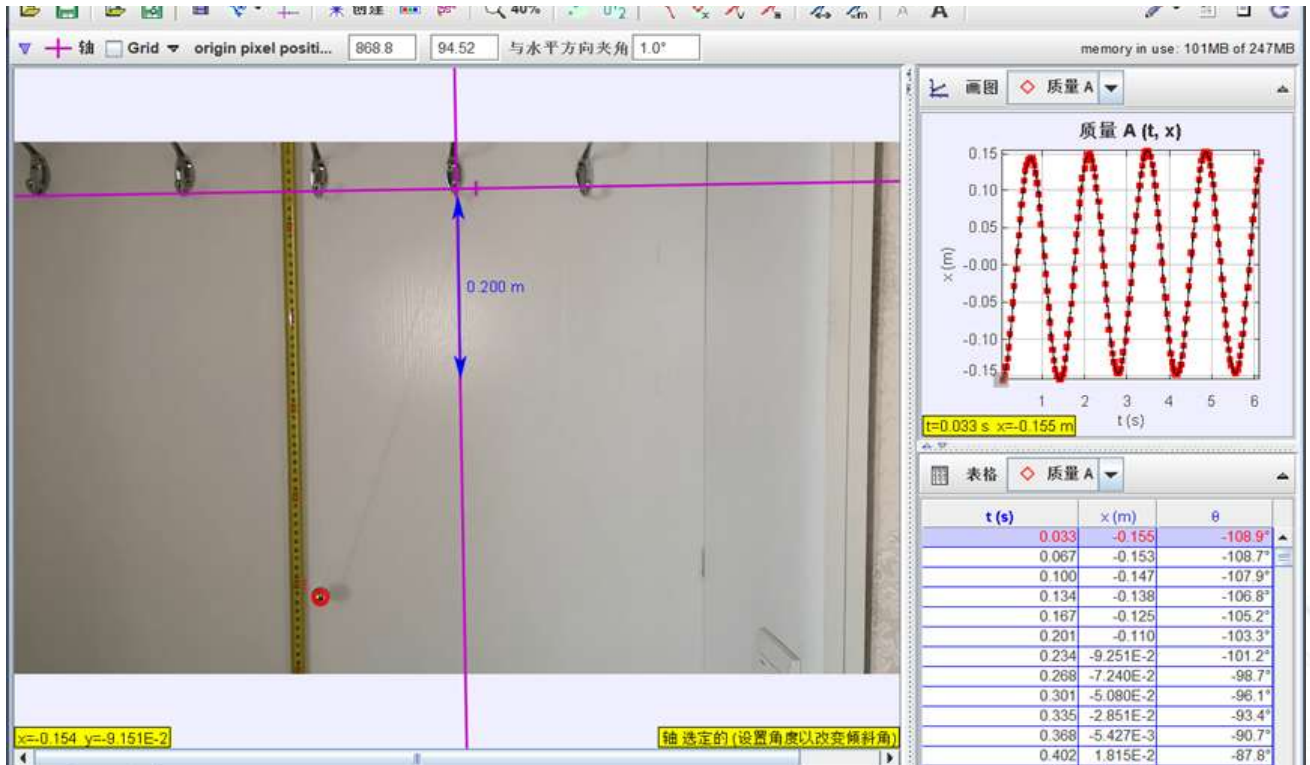 创建 40%
轴 Grid origin pixel positi... 868.8 94.52 与水平方向夹角 1.0° memory in use: 101MB of 247MB
画图 质量 A
质量 A (t, x)
0.15
0.10
0.05
-0.00
-0.05
-0.10
-0.15
x (m)
1 2 3 4 5 6
t (s)
t=0.033 s x=-0.155 m
0.200 m
表格 质量 A
t (s) x (m) θ
0.033 -0.155 -108.9°
0.067 -0.153 -108.7°
0.100 -0.147 -107.9°
0.134 -0.138 -106.8°
0.167 -0.125 -105.2°
0.201 -0.110 -103.3°
0.234 -9.251E-2 -101.2°
0.268 -7.240E-2 -98.7°
0.301 -5.080E-2 -96.1°
0.335 -2.851E-2 -93.4°
0.368 -5.427E-3 -90.7°
0.402 1.815E-2 -87.8°
x=-0.154 y=-9.151E-2
轴 选定的 (设置角度以改变倾斜角)